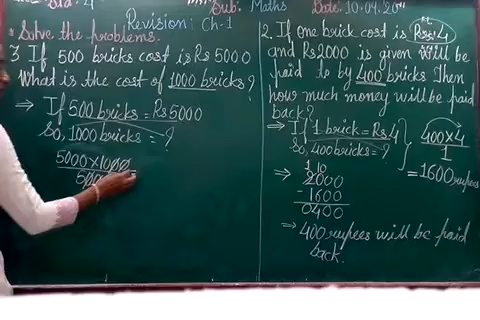 Std. : 4
Sub: Maths
Date: 10.04.20
Revision: Ch-1
Solve the problems.
3. If 500 bricks cost is Rs 5000
What is the cost of 1000 bricks?
⇒ If 500 bricks = Rs 5000
So, 1000 bricks = ?
5000 × 1000
2. If one brick cost is Rs. 4
and Rs 2000 is given will be
paid to by 400 bricks Then
how much money will be paid
back?
⇒ If 1 brick = Rs 4
So, 400 bricks = ?
400 × 4
1
= 1600 rupees
1 10
⇒ 2000
- 1600
0400
⇒ 400 rupees will be paid
back.